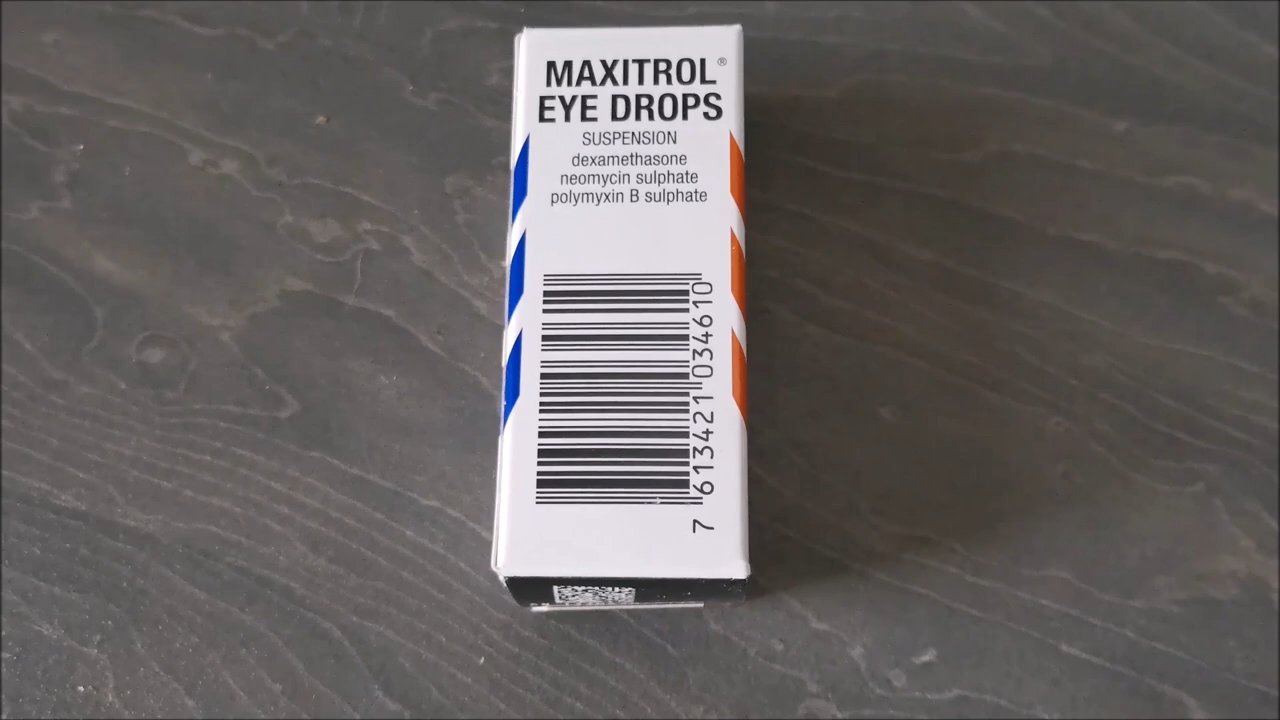 MAXITROL®
EYE DROPS
SUSPENSION
dexamethasone
neomycin sulphate
polymyxin B sulphate
7 613421 034610